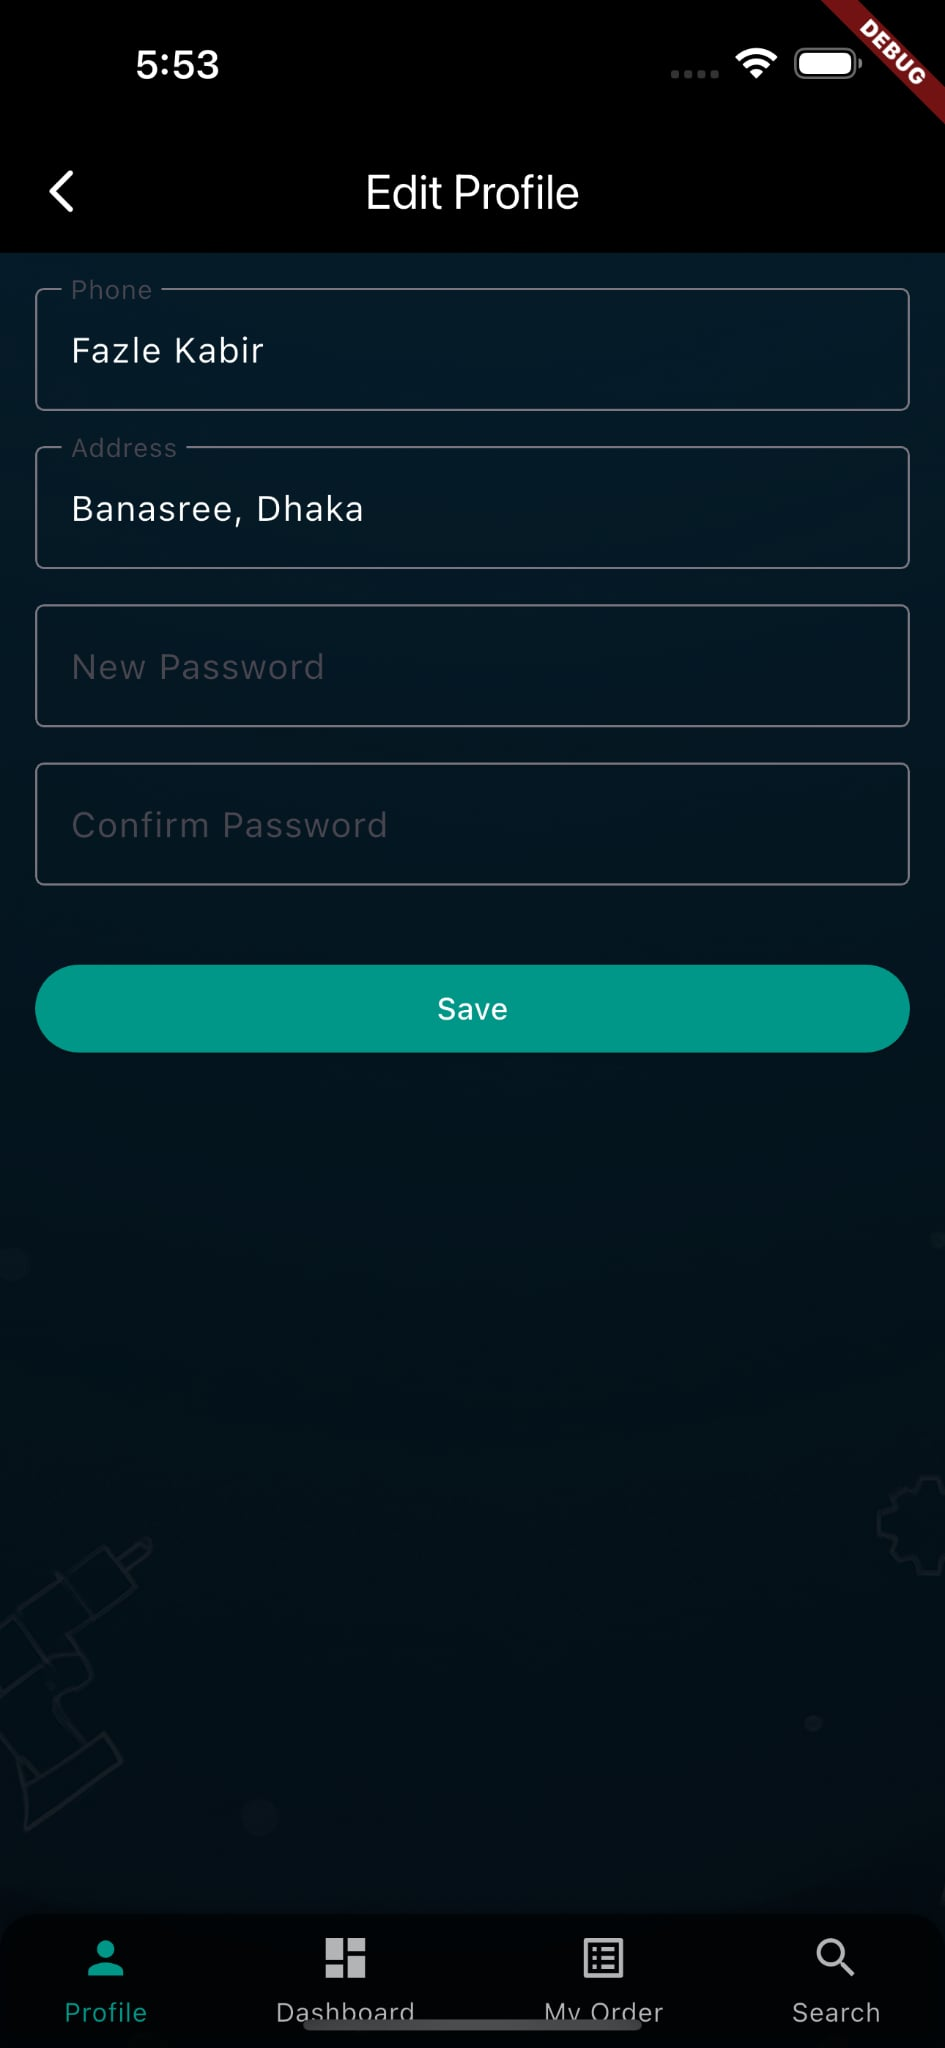 5:53
DEBUG
Edit Profile
Phone
Fazle Kabir
Address
Banasree, Dhaka
New Password
Confirm Password
Save
Profile Dashboard My Order Search